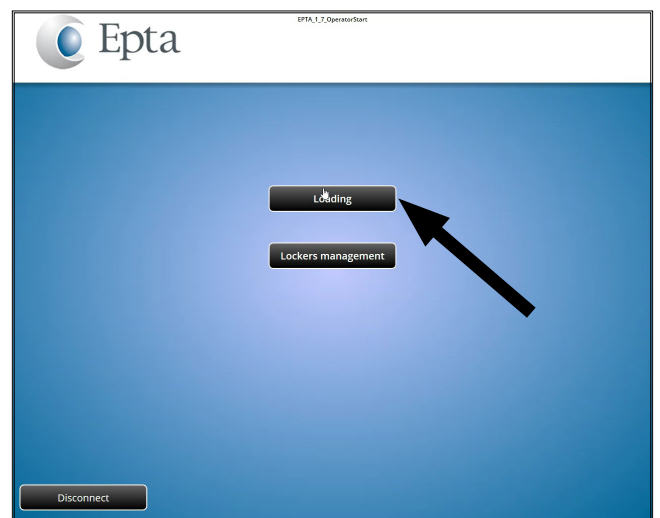 EPTA_1_7_OperatorStart
Epta
Loading
Lockers management
Disconnect